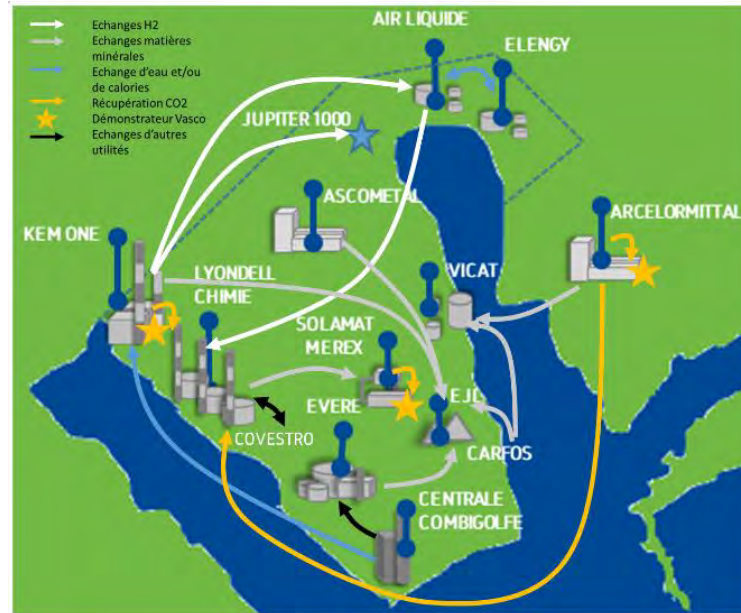 Echanges H2
Echanges matières
minérales
Echange d'eau et/ou
de calories
Récupération CO2
Démonstrateur Vasco
Echanges d'autres
utilités
AIR LIQUIDE
ELENGY
JUPITER 1000
ASCOMETAL
ARCELORMITTAL
KEM ONE
LYONDELL
CHIMIE
VICAT
SOLAMAT
MEREX
EVERE
EJL
COVESTRO
CARFOS
CENTRALE
COMBIGOLFE